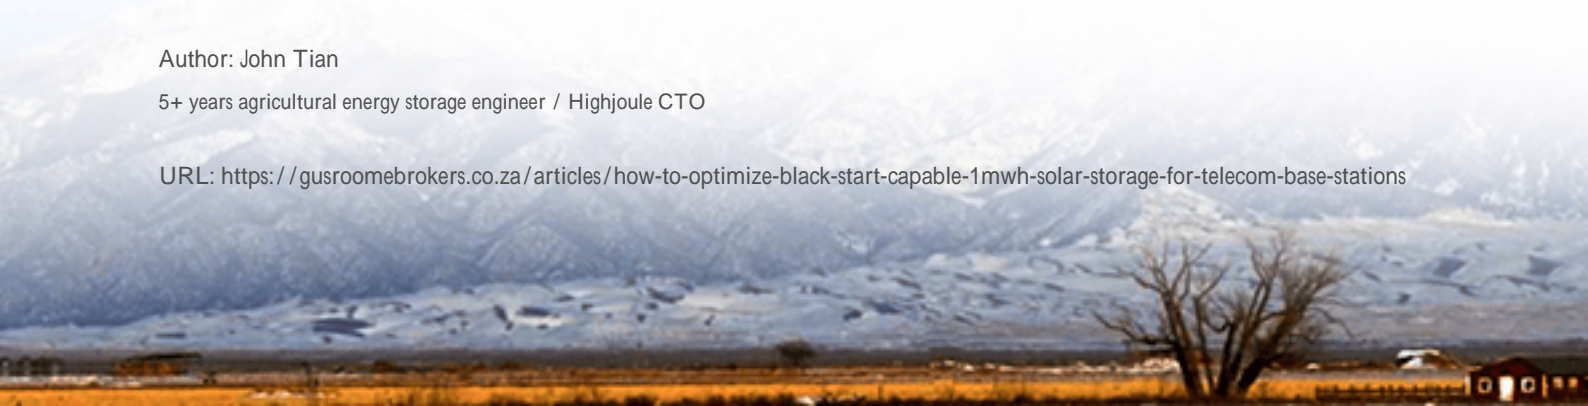 Author: John Tian
5+ years agricultural energy storage engineer / Highjoule CTO
URL: https://gusroomebrokers.co.za/articles/how-to-optimize-black-start-capable-1mwh-solar-storage-for-telecom-base-stations